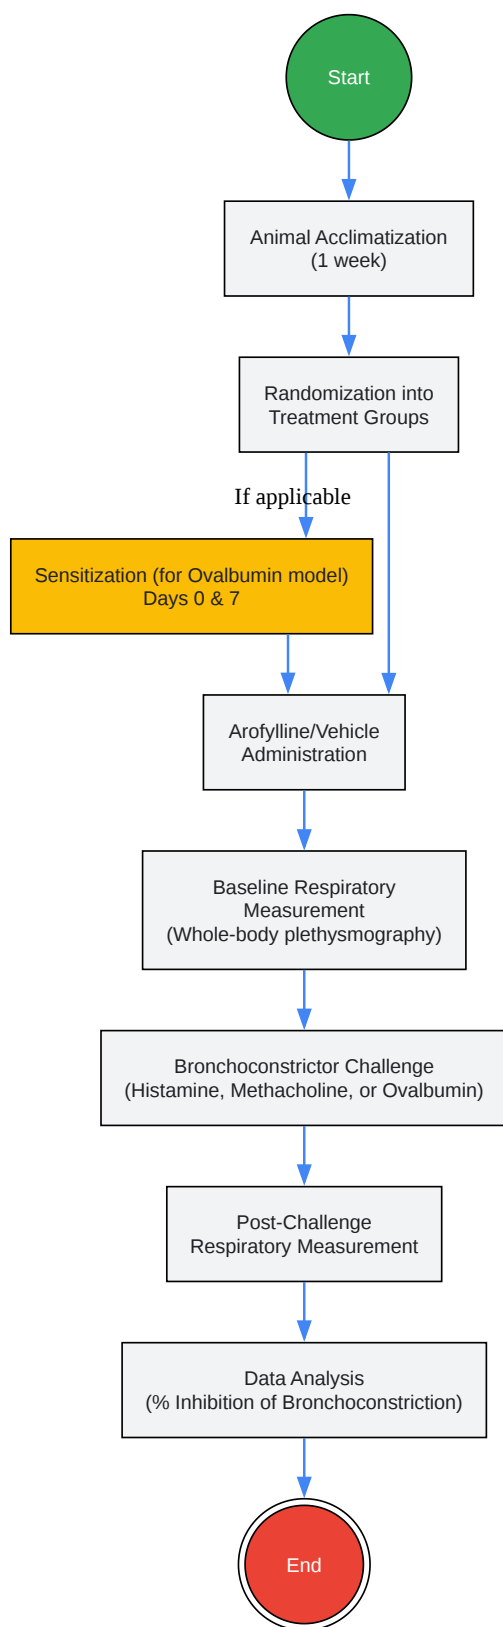 Start
Animal Acclimatization
(1 week)
Randomization into
Treatment Groups
If applicable
Sensitization (for Ovalbumin model)
Days 0 & 7
Arofylline/Vehicle
Administration
Baseline Respiratory
Measurement
(Whole-body plethysmography)
Bronchoconstrictor Challenge
(Histamine, Methacholine, or Ovalbumin)
Post-Challenge
Respiratory Measurement
Data Analysis
(% Inhibition of Bronchoconstriction)
End